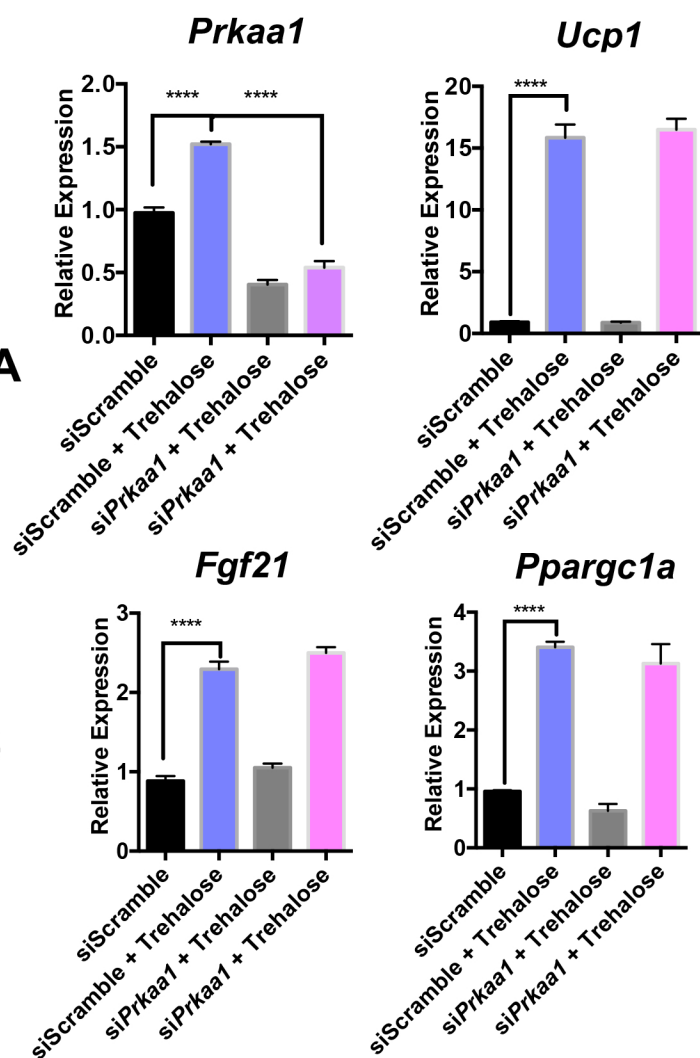 Prkaa1
Relative Expression
2.0
1.5
1.0
0.5
0.0
****
****
siScramble
siScramble + Trehalose
siPrkaa1 + Trehalose
siPrkaa1 + Trehalose
Ucp1
Relative Expression
20
15
10
5
0
****
siScramble
siScramble + Trehalose
siPrkaa1 + Trehalose
siPrkaa1 + Trehalose
A
Fgf21
Relative Expression
3
2
1
0
****
siScramble
siScramble + Trehalose
siPrkaa1 + Trehalose
siPrkaa1 + Trehalose
Ppargc1a
Relative Expression
4
3
2
1
0
****
siScramble
siScramble + Trehalose
siPrkaa1 + Trehalose
siPrkaa1 + Trehalose